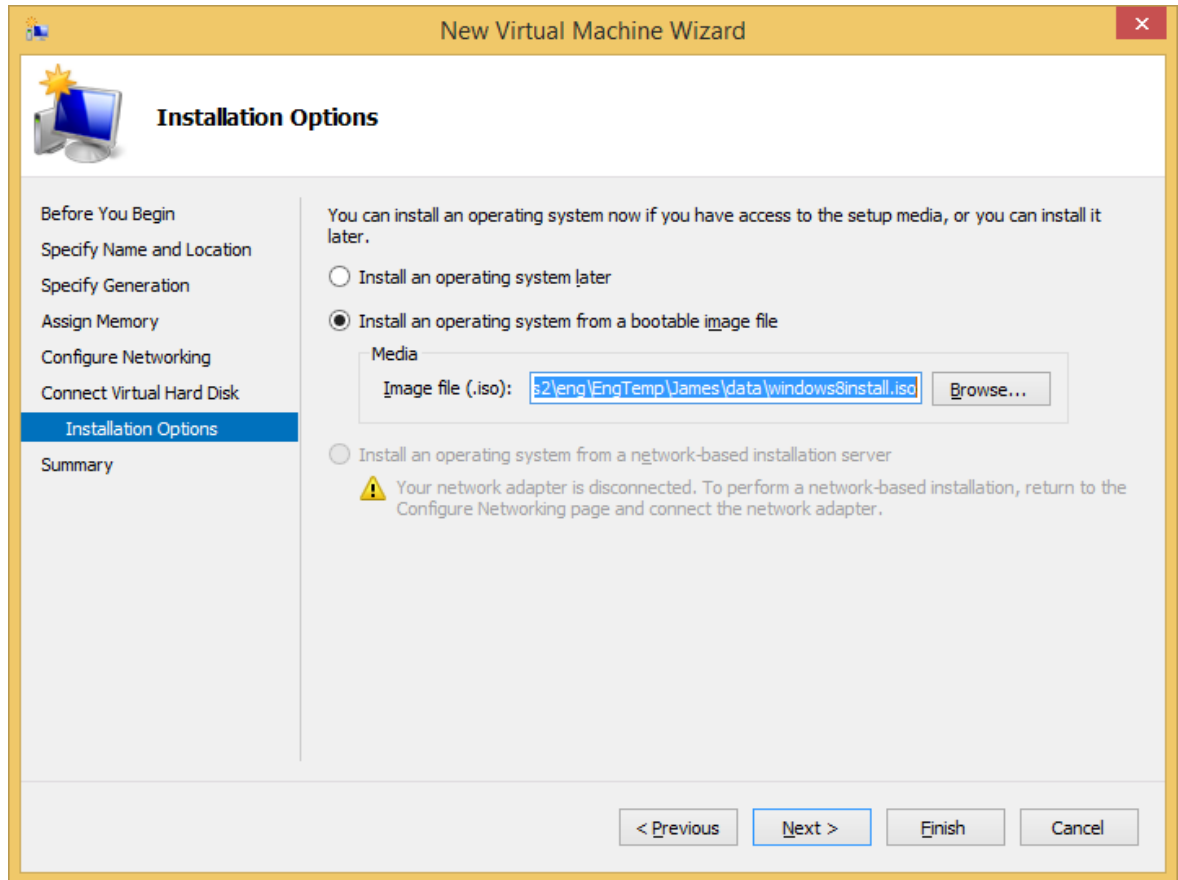 New Virtual Machine Wizard
Installation Options
Before You Begin
Specify Name and Location
Specify Generation
Assign Memory
Configure Networking
Connect Virtual Hard Disk
Installation Options
Summary
You can install an operating system now if you have access to the setup media, or you can install it
later.
Install an operating system later
Install an operating system from a bootable image file
Media
Image file (.iso): s2\eng\EngTemp\James\data\windows8install.iso Browse...
Install an operating system from a network-based installation server
Your network adapter is disconnected. To perform a network-based installation, return to the
Configure Networking page and connect the network adapter.
< Previous Next > Finish Cancel